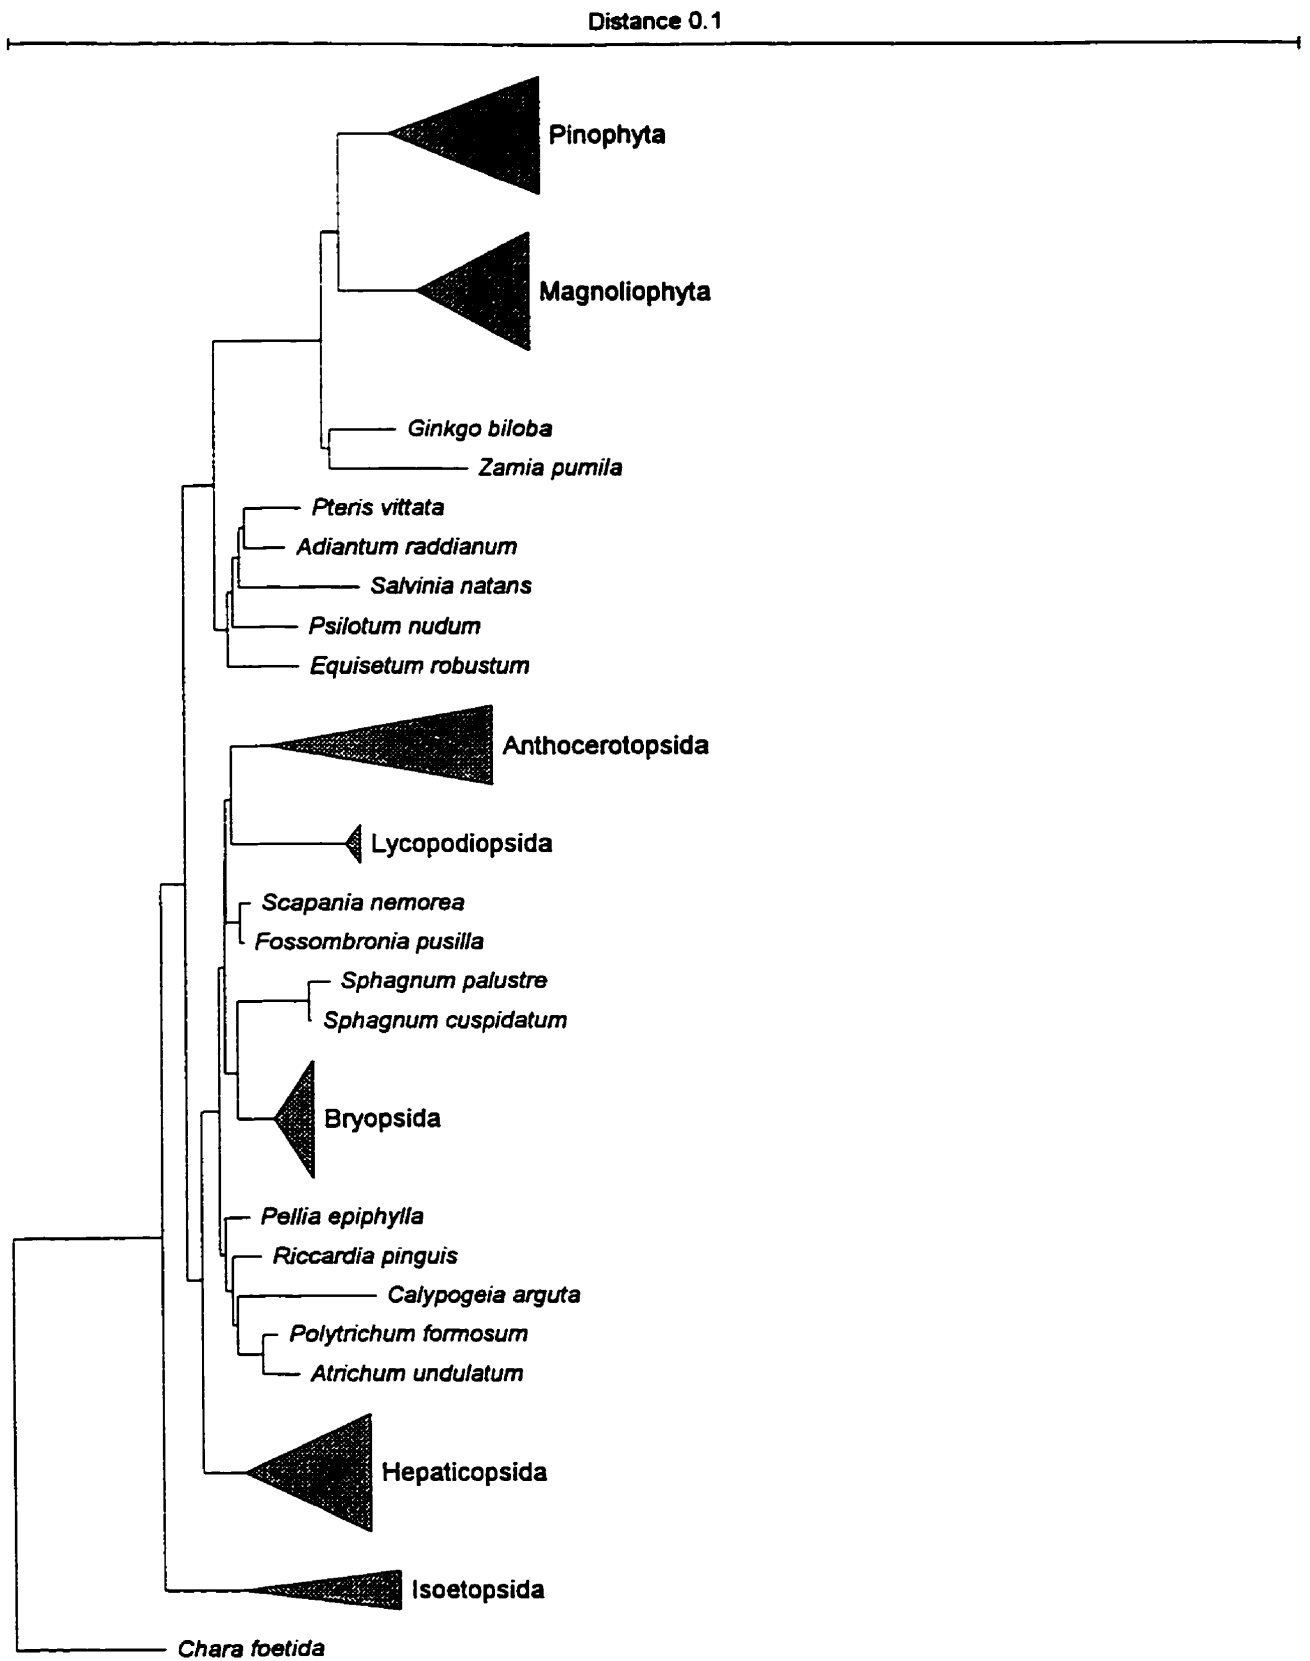 Distance 0.1
Pinophyta
Magnoliophyta
Ginkgo biloba
Zamia pumila
Pteris vittata
Adiantum raddianum
Salvinia natans
Psilotum nudum
Equisetum robustum
Anthocerotopsida
Lycopodiopsida
Scapania nemorea
Fossombronia pusilla
Sphagnum palustre
Sphagnum cuspidatum
Bryopsida
Pellia epiphylla
Riccardia pinguis
Calypogeia arguta
Polytrichum formosum
Atrichum undulatum
Hepaticopsida
Isoetopsida
Chara foetida